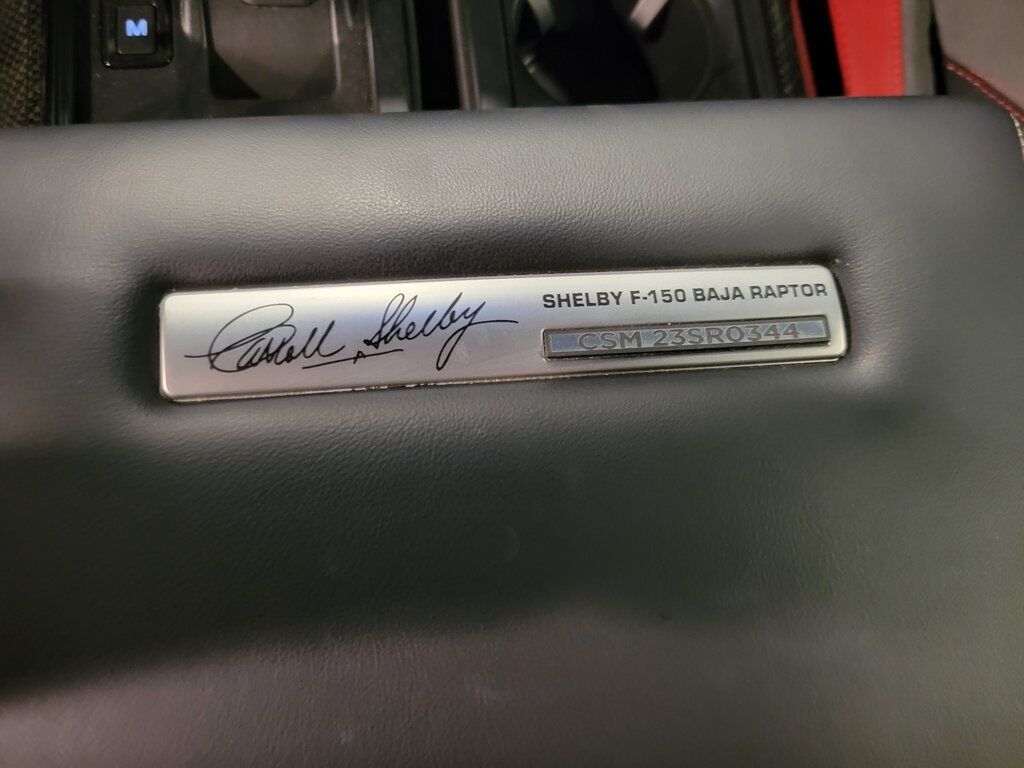 M
Carroll Shelby
SHELBY F-150 BAJA RAPTOR
CSM 23SR0344